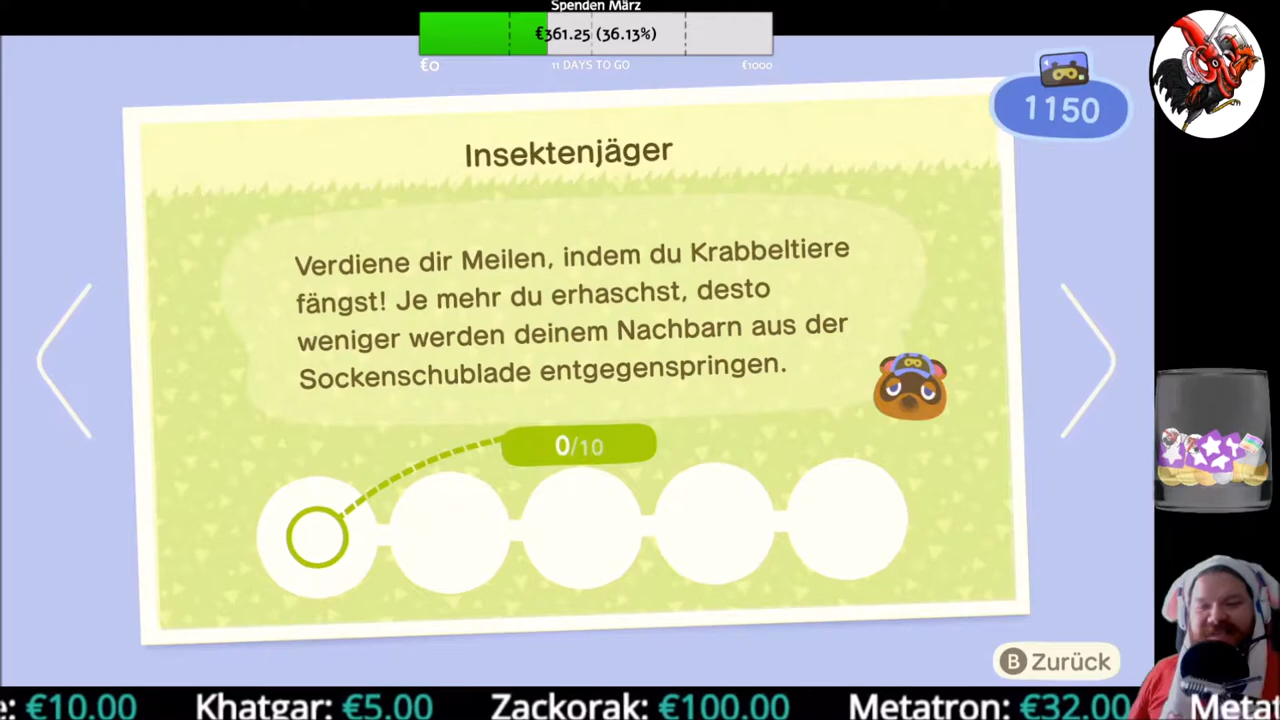 Spenden März
€361.25 (36.13%)
€0
11 DAYS TO GO
€1000
1150
Insektenjäger
Verdiene dir Meilen, indem du Krabbeltiere
fängst! Je mehr du erhaschst, desto
weniger werden deinem Nachbarn aus der
Sockenschublade entgegenspringen.
0/10
B Zurück
e: €10.00 Khatgar: €5.00 Zackorak: €100.00 Metatron: €32.00 Metat